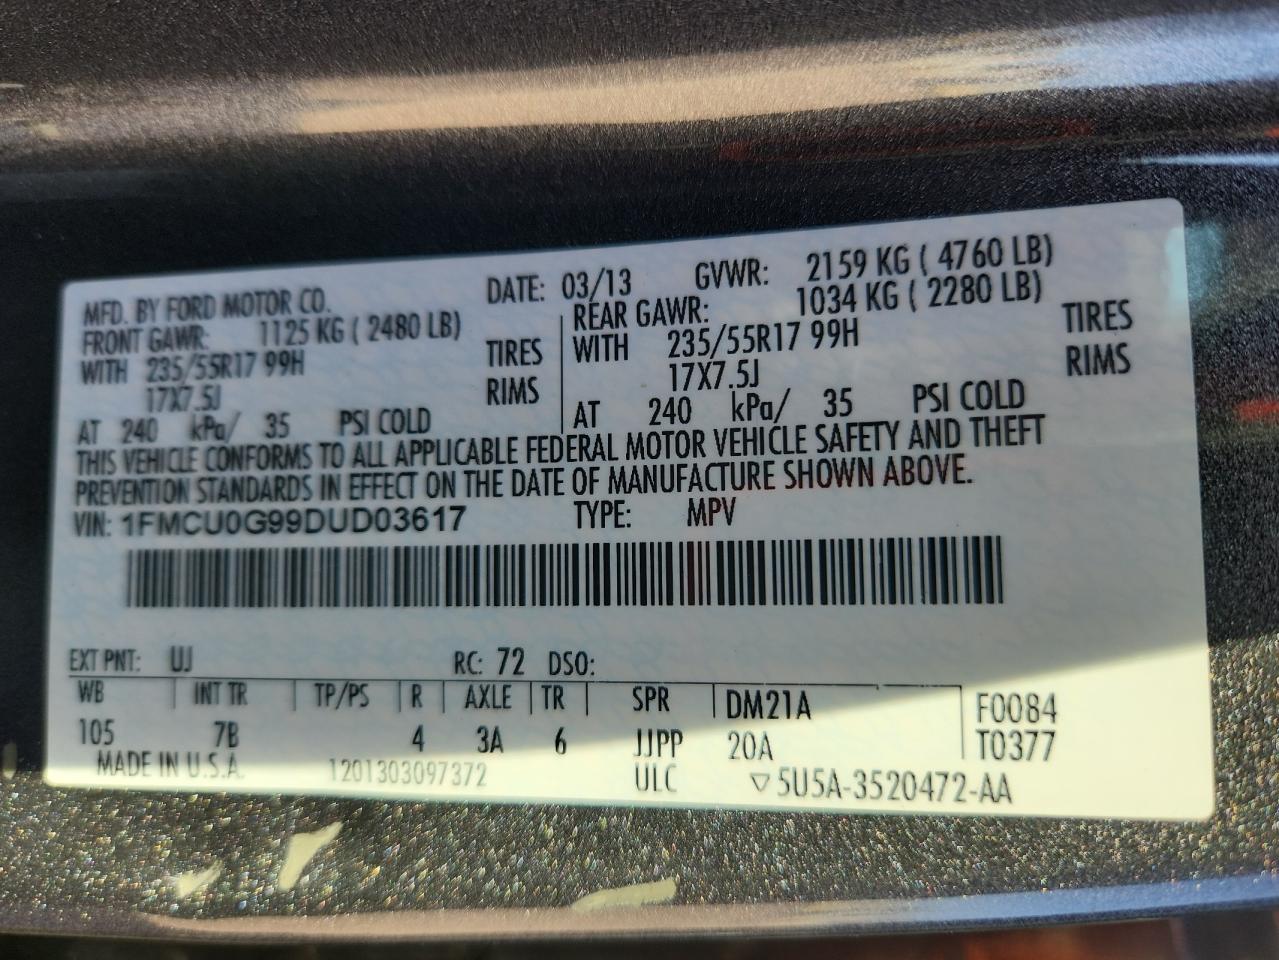 MFD. BY FORD MOTOR CO. DATE: 03/13 GVWR: 2159 KG ( 4760 LB)
FRONT GAWR: 1125 KG ( 2480 LB) REAR GAWR: 1034 KG ( 2280 LB)
WITH 235/55R17 99H TIRES WITH 235/55R17 99H TIRES
17X7.5J RIMS 17X7.5J RIMS
AT 240 kPa/ 35 PSI COLD AT 240 kPa/ 35 PSI COLD
THIS VEHICLE CONFORMS TO ALL APPLICABLE FEDERAL MOTOR VEHICLE SAFETY AND THEFT
PREVENTION STANDARDS IN EFFECT ON THE DATE OF MANUFACTURE SHOWN ABOVE.
VIN: 1FMCU0G99DUD03617 TYPE: MPV
EXT PNT: UJ RC: 72 DSO:
WB INT TR TP/PS R AXLE TR SPR DM21A F0084
105 7B 4 3A 6 JJPP 20A T0377
MADE IN U.S.A. 1201303097372 ULC ▽5U5A-3520472-AA